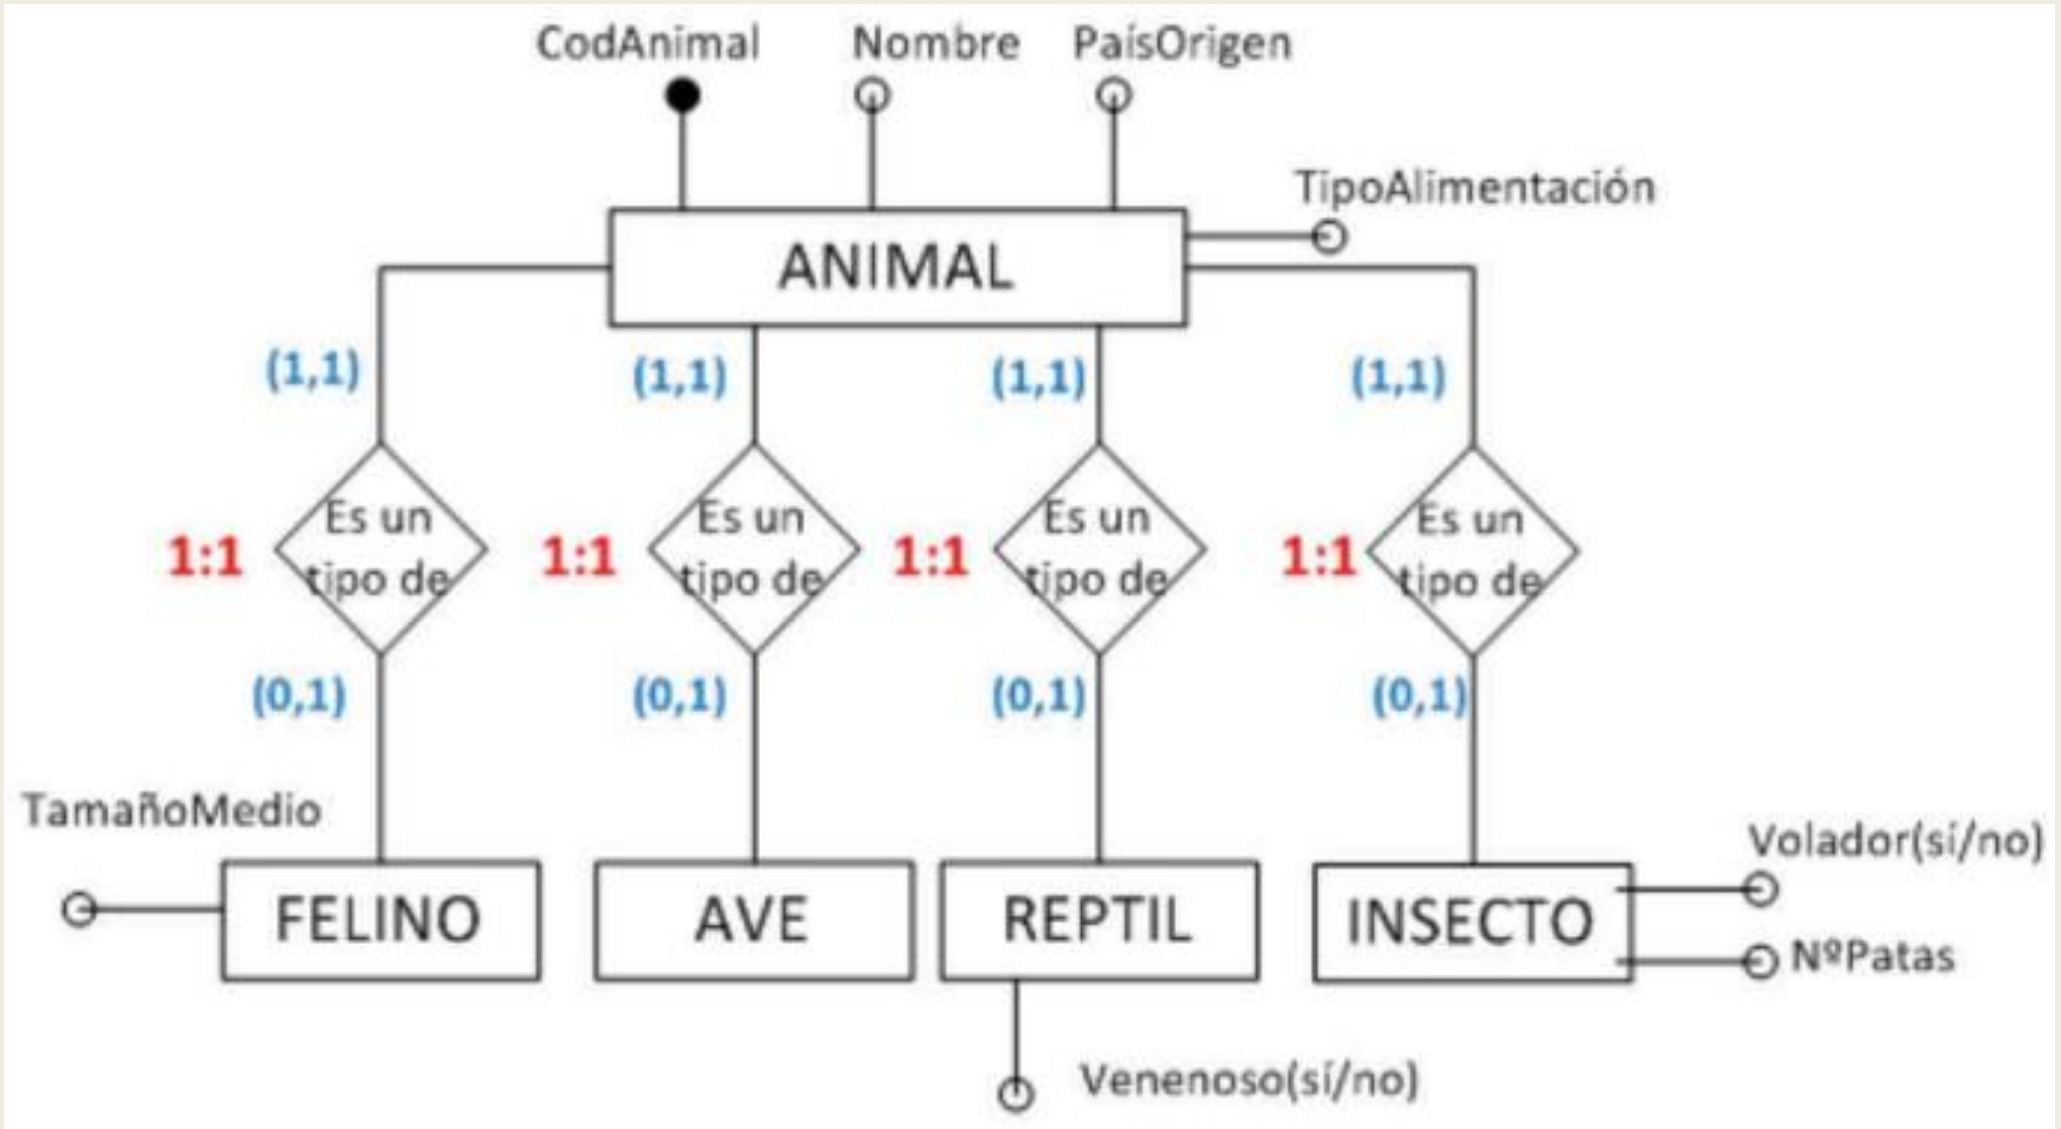 CodAnimal Nombre PaísOrigen
TipoAlimentación
ANIMAL
(1,1) (1,1) (1,1) (1,1)
Es un Es un Es un Es un
1:1 1:1 1:1 1:1
tipo de tipo de tipo de tipo de
(0,1) (0,1) (0,1) (0,1)
TamañoMedio
Volador(sí/no)
FELINO AVE REPTIL INSECTO
NºPatas
Venenoso(sí/no)